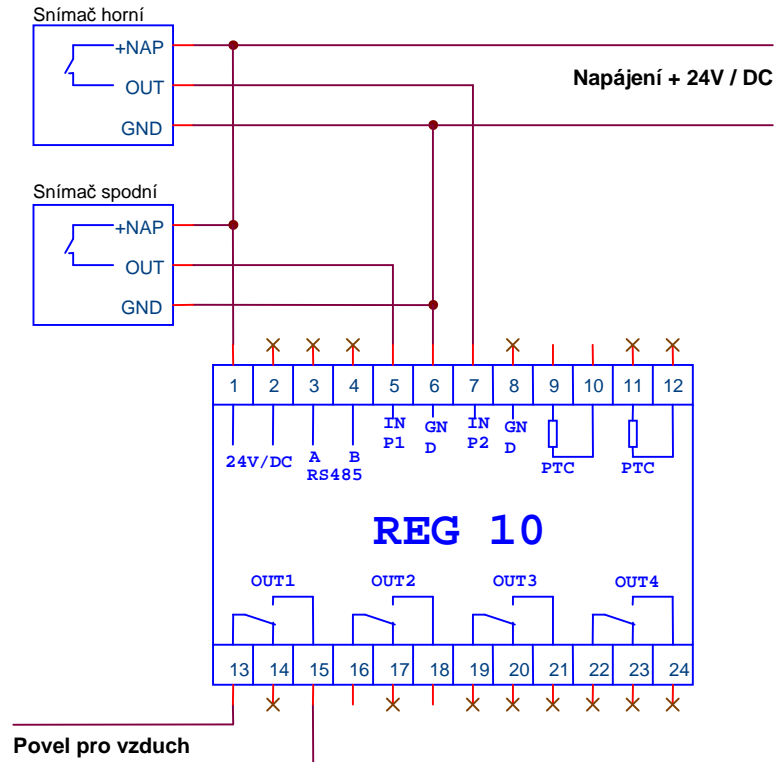 Snímač horní
+NAP
OUT
GND
Napájení + 24V / DC
Snímač spodní
+NAP
OUT
GND
1 2 3 4 5 6 7 8 9 10 11 12
24V/DC
A B
RS485
IN
P1
GN
D
IN
P2
GN
D
PTC
PTC
REG 10
OUT1 OUT2 OUT3 OUT4
13 14 15 16 17 18 19 20 21 22 23 24
Povel pro vzduch